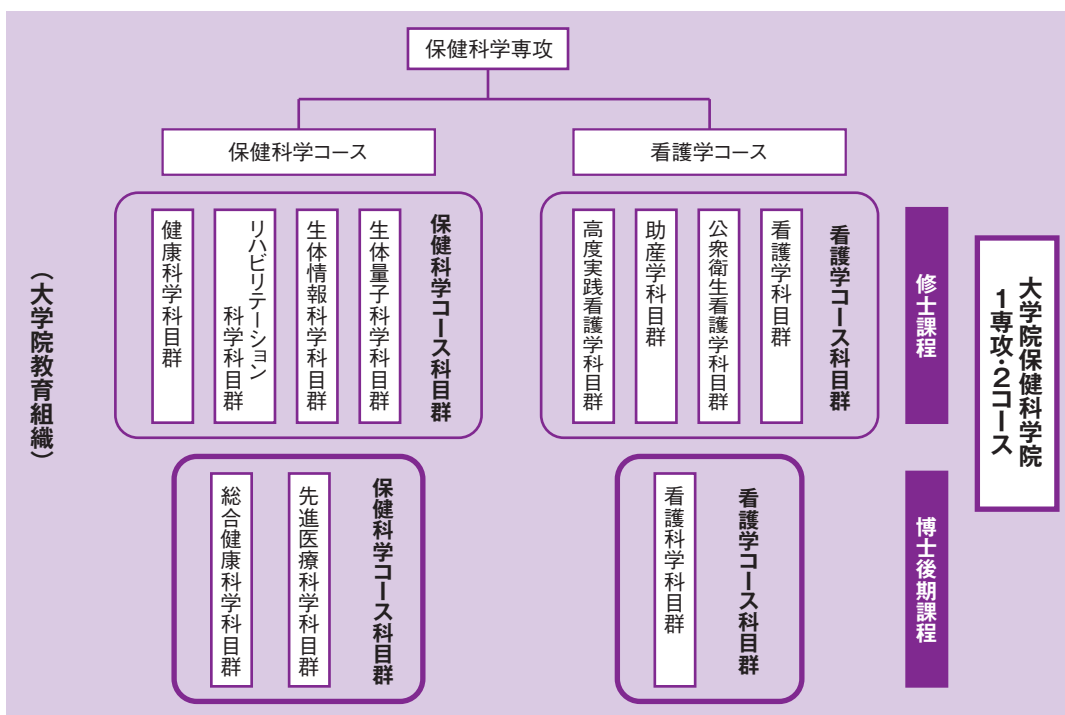 保健科学専攻
保健科学コース
看護学コース
大学院保健科学院
1専攻・2コース
修士課程
看護学コース科目群
看護学科目群
公衆衛生看護学科目群
助産学科目群
高度実践看護学科目群
保健科学コース科目群
生体量子科学科目群
生体情報科学科目群
リハビリテーション
科学科目群
健康科学科目群
博士後期課程
看護学コース科目群
看護科学科目群
保健科学コース科目群
先進医療科学科目群
総合健康科学科目群
(大学院教育組織)